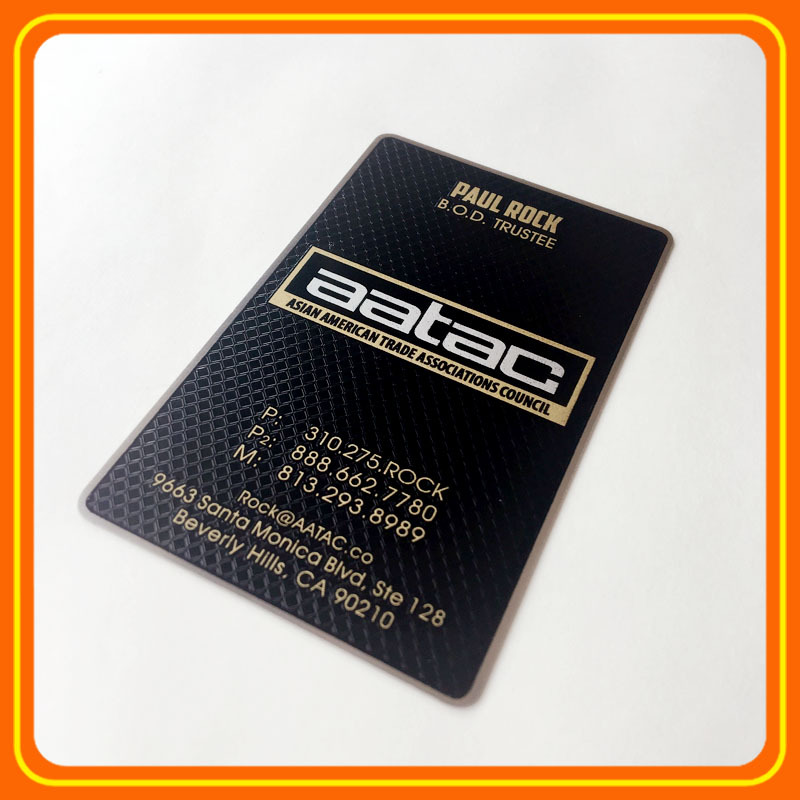 PAUL ROCK
B.O.D. TRUSTEE
aatac
ASIAN AMERICAN TRADE ASSOCIATIONS COUNCIL
P: 310.275.ROCK
P2: 888.662.7780
M: 813.293.8989
Rock@AATAC.co
9663 Santa Monica Blvd, Ste 128
Beverly Hills, CA 90210